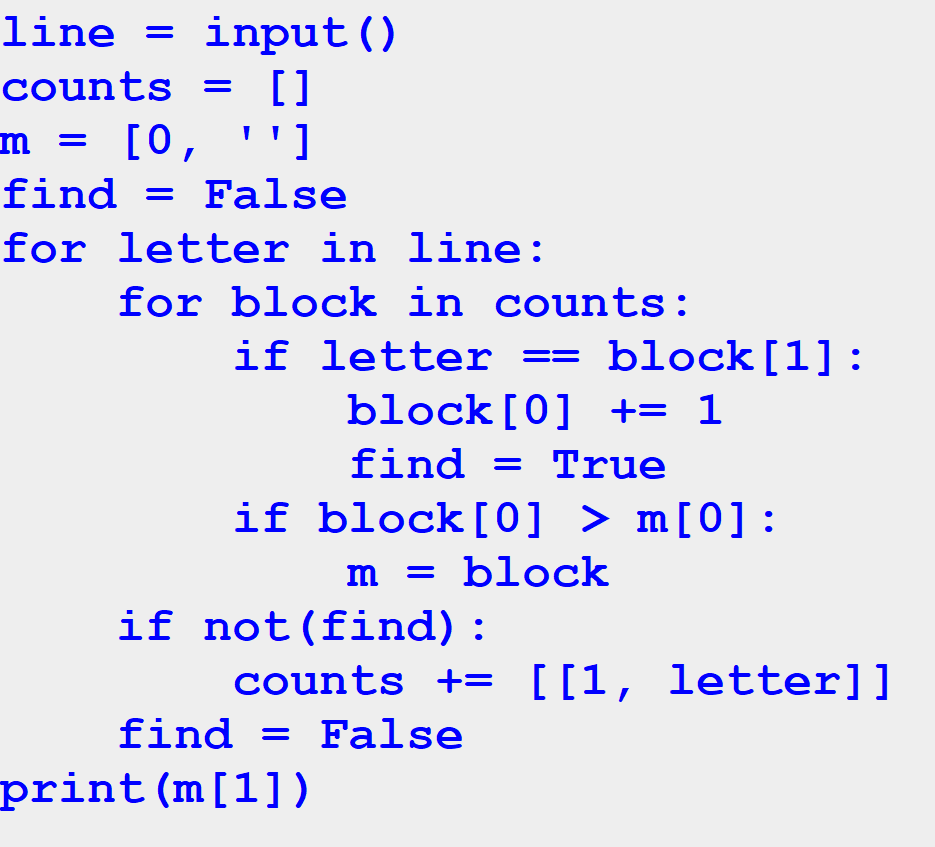 line = input()
counts = []
m = [0, '']
find = False
for letter in line:
    for block in counts:
        if letter == block[1]:
            block[0] += 1
            find = True
        if block[0] > m[0]:
            m = block
    if not(find):
        counts += [[1, letter]]
    find = False
print(m[1])